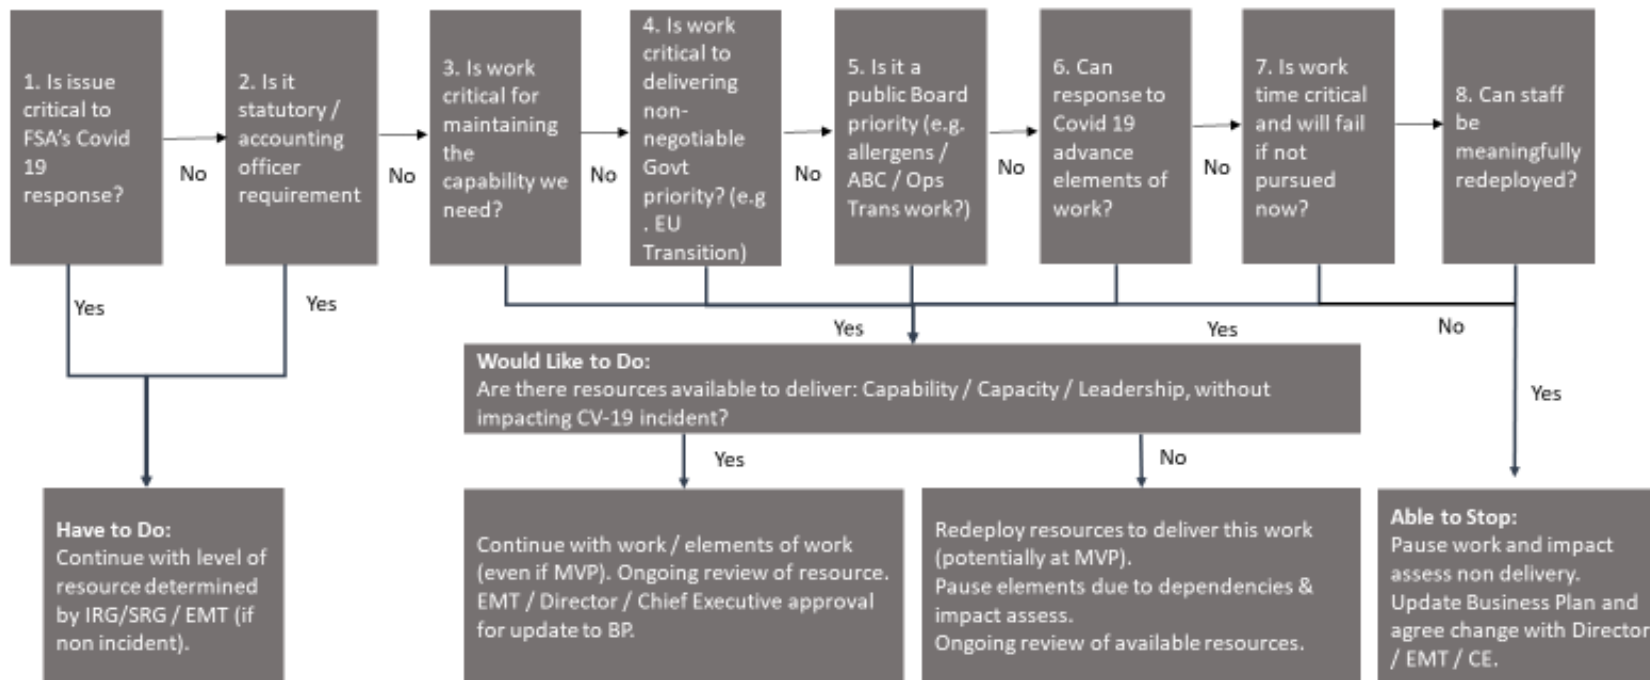 1. Is issue
critical to
FSA's Covid
19
response?
No
2. Is it
statutory /
accounting
officer
requirement
No
3. Is work
critical for
maintaining
the
capability we
need?
No
4. Is work
critical to
delivering
non-
negotiable
Govt
priority? (e.g
. EU
Transition)
No
5. Is it a
public Board
priority (e.g.
allergens /
ABC / Ops
Trans work?)
No
6. Can
response to
Covid 19
advance
elements of
work?
No
7. Is work
time critical
and will fail
if not
pursued
now?
8. Can staff
be
meaningfully
redeployed?
Yes
Yes
Yes
Yes
No
Yes
Would Like to Do:
Are there resources available to deliver: Capability / Capacity / Leadership, without
impacting CV-19 incident?
Yes
No
Have to Do:
Continue with level of
resource determined
by IRG/SRG / EMT (if
non incident).
Continue with work / elements of work
(even if MVP). Ongoing review of resource.
EMT / Director / Chief Executive approval
for update to BP.
Redeploy resources to deliver this work
(potentially at MVP).
Pause elements due to dependencies &
impact assess.
Ongoing review of available resources.
Able to Stop:
Pause work and impact
assess non delivery.
Update Business Plan and
agree change with Director
/ EMT / CE.